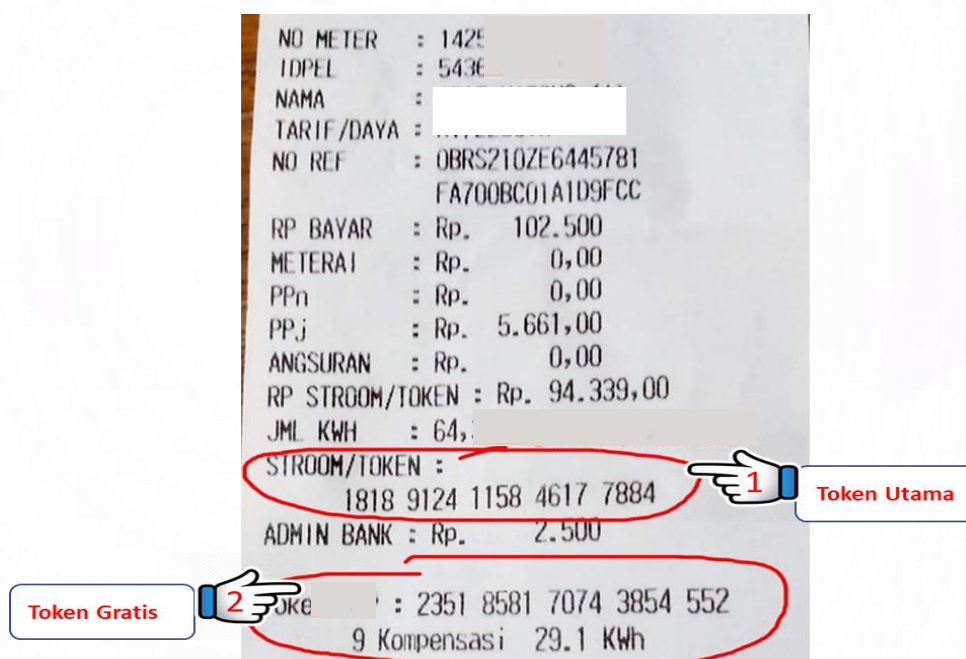 NO METER : 1425
IDPEL : 5436
NAMA :
TARIF/DAYA :
NO REF : 0BRS210ZE6445781
FA700BC01A1D9FCC
RP BAYAR : Rp. 102.500
METERAI : Rp. 0,00
PPn : Rp. 0,00
PPj : Rp. 5.661,00
ANGSURAN : Rp. 0,00
RP STROOM/TOKEN : Rp. 94.339,00
JML KWH : 64,
STROOM/TOKEN :
1818 9124 1158 4617 7884
1
Token Utama
ADMIN BANK : Rp. 2.500
Token Gratis
2
: 2351 8581 7074 3854 552
9 Kompensasi 29.1 KWh